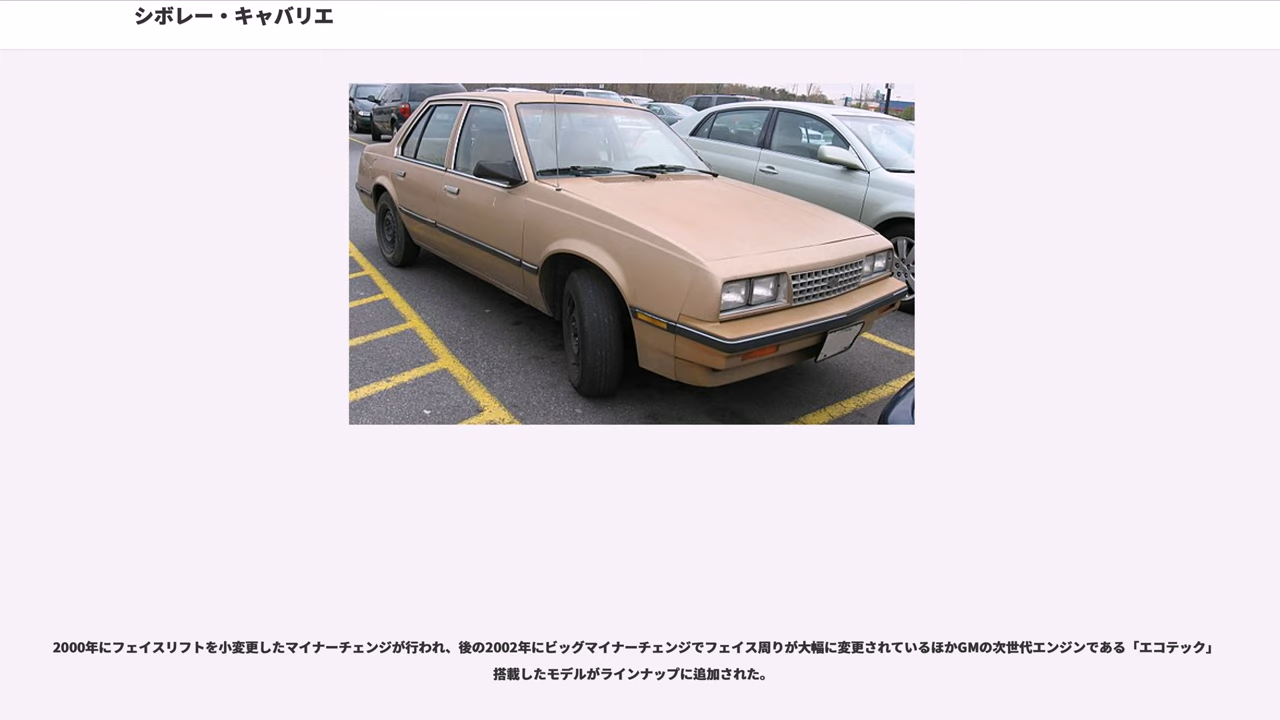 シボレー・キャバリエ
2000年にフェイスリフトを小変更したマイナーチェンジが行われ、後の2002年にビッグマイナーチェンジでフェイス周りが大幅に変更されているほかGMの次世代エンジンである「エコテック」
搭載したモデルがラインナップに追加された。